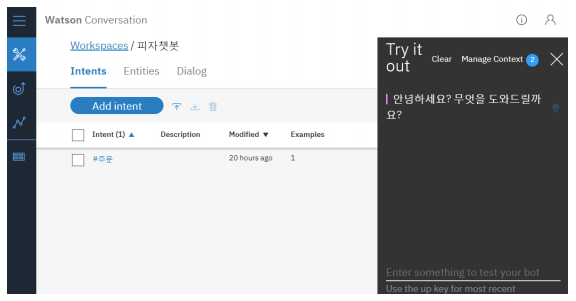 Watson Conversation
Workspaces / 피자챗봇
Intents Entities Dialog
Add intent
Intent (1) ▲ Description Modified ▼ Examples
#주문 20 hours ago 1
Try it out
Clear Manage Context 2
안녕하세요? 무엇을 도와드릴까
요?
Enter something to test your bot
Use the up key for most recent